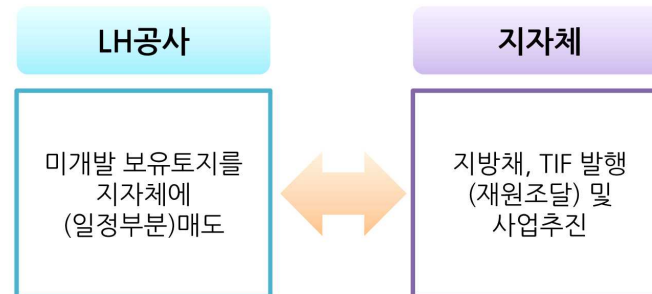 LH공사
지자체
미개발 보유토지를
지자체에
(일정부분)매도
지방채, TIF 발행
(재원조달) 및
사업추진